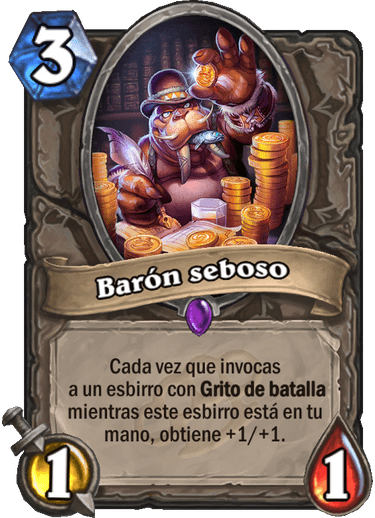 3
Barón seboso
Cada vez que invocas
a un esbirro con Grito de batalla
mientras este esbirro está en tu
mano, obtiene +1/+1.
1
1